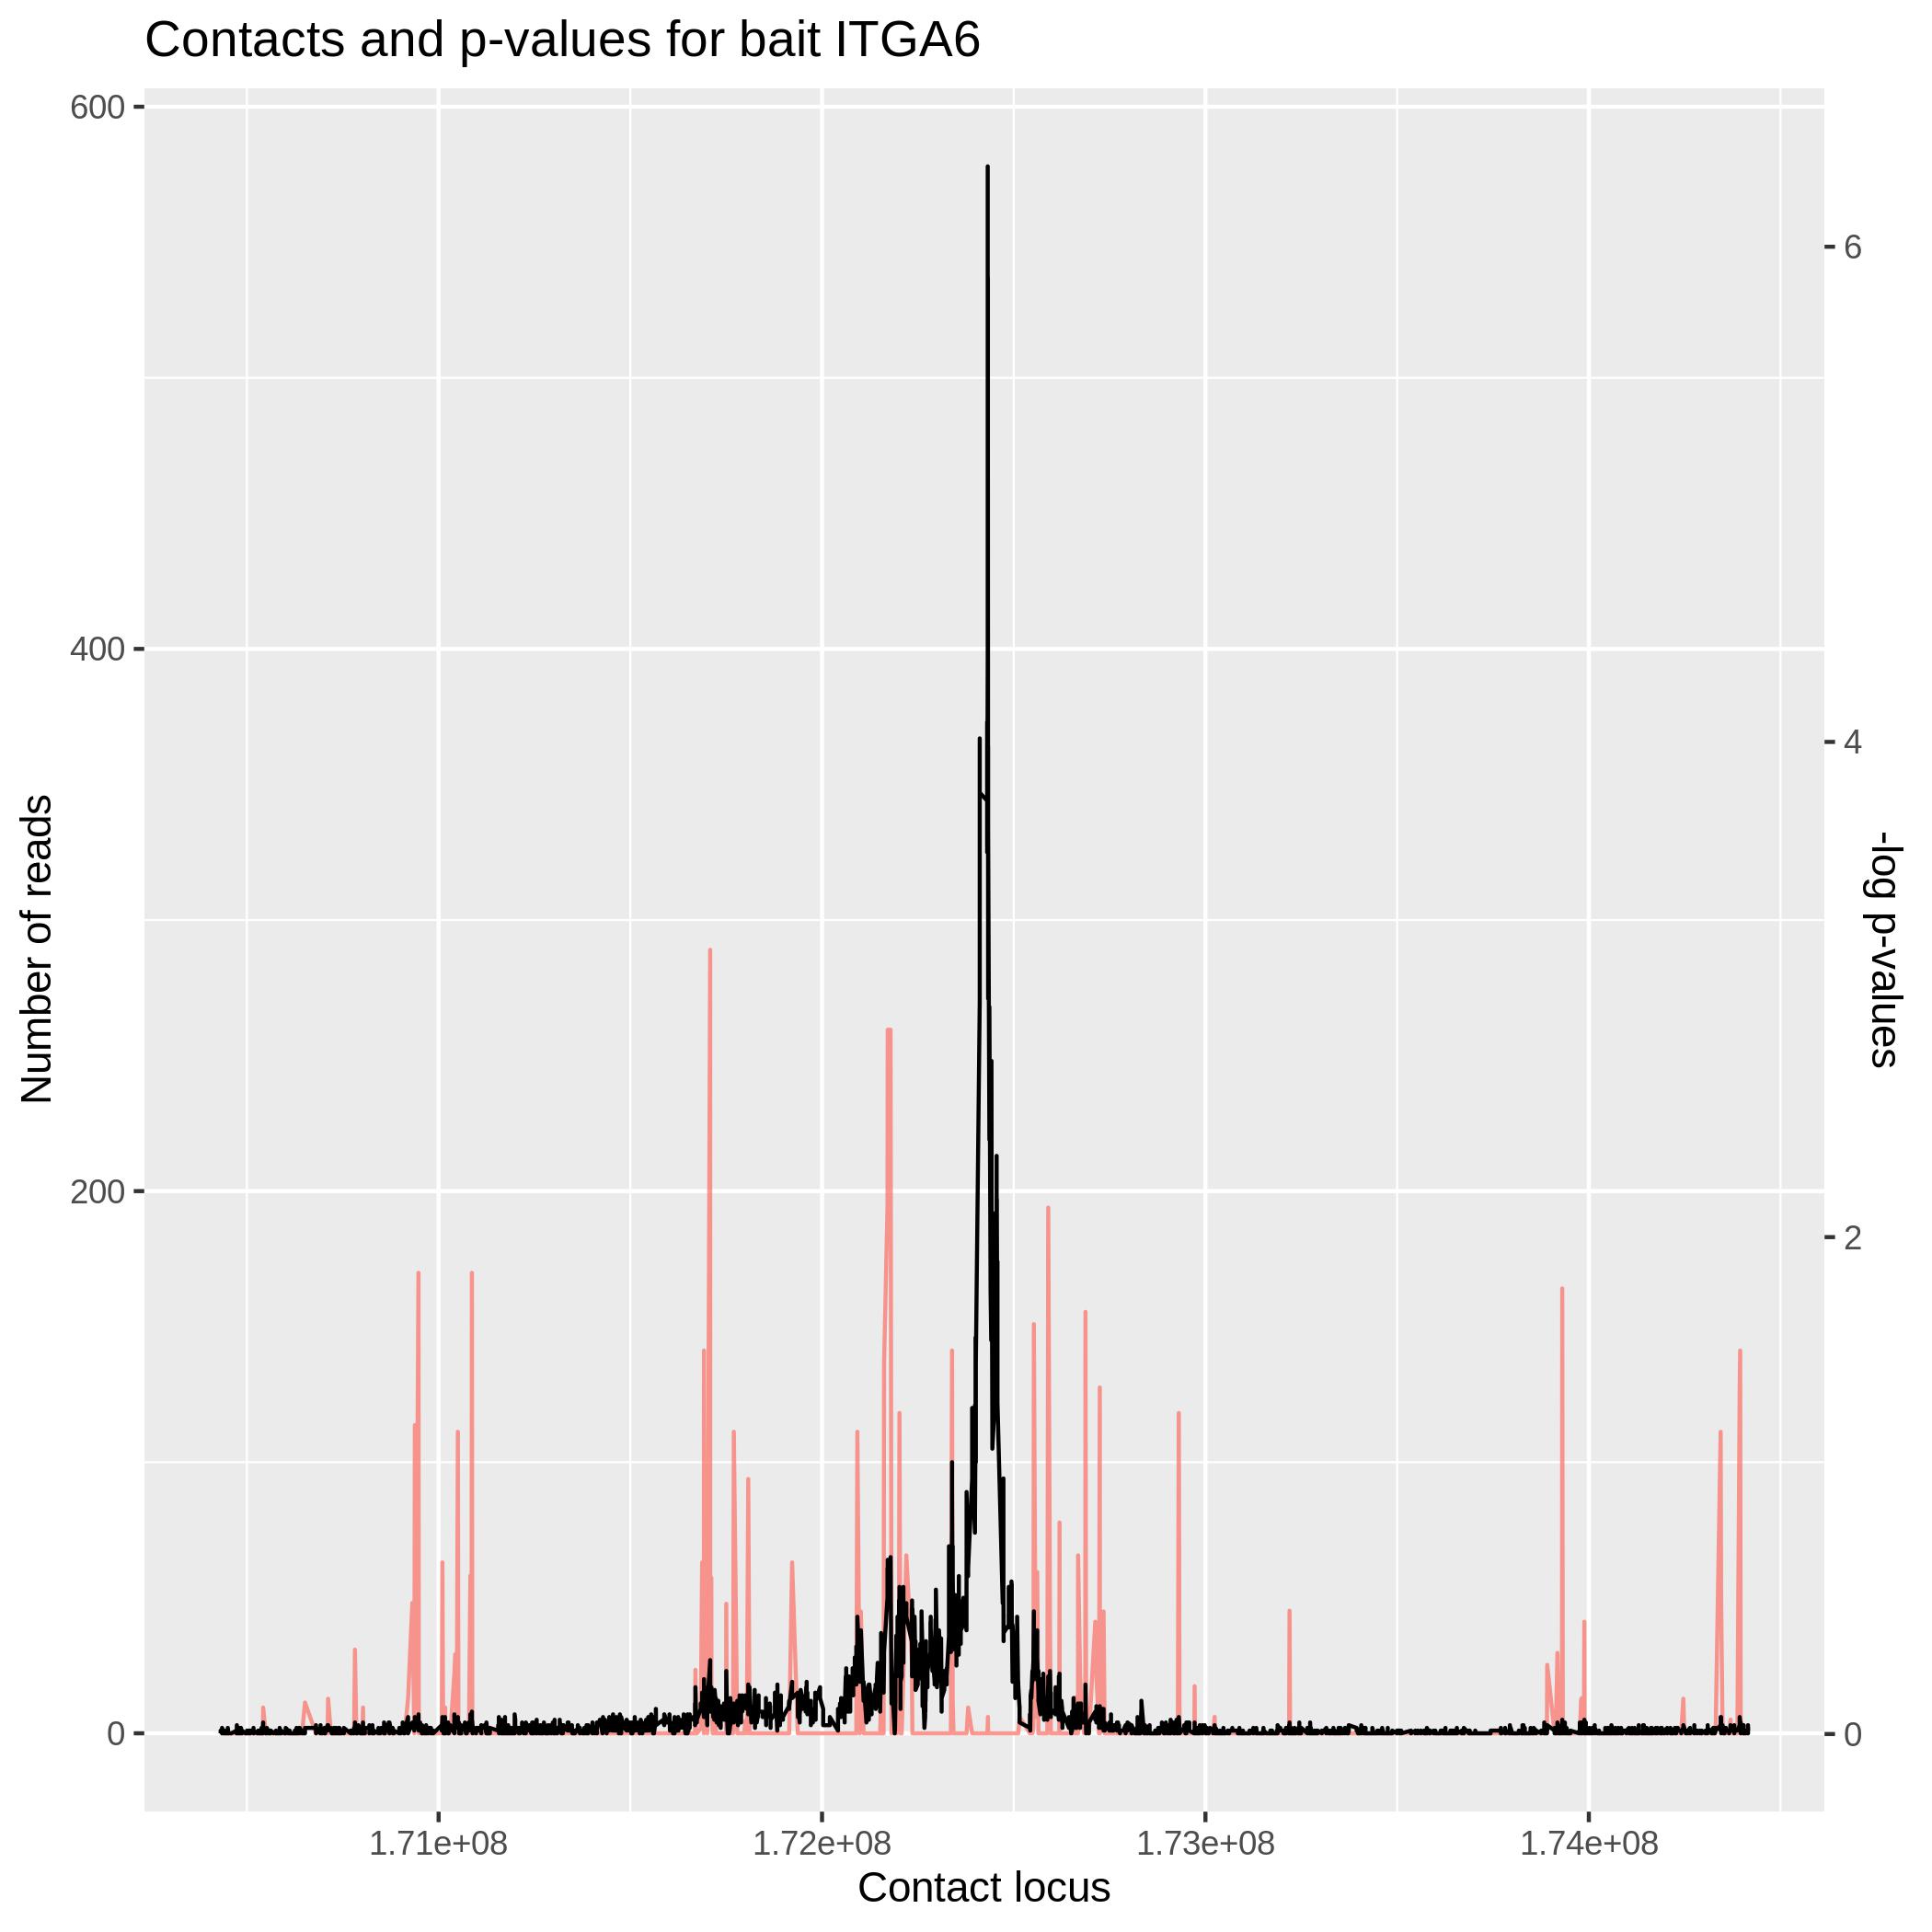 Contacts and p-values for bait ITGA6
600
400
200
0
Number of reads
6
4
2
0
-log p-values
1.71e+08
1.72e+08
1.73e+08
1.74e+08
Contact locus